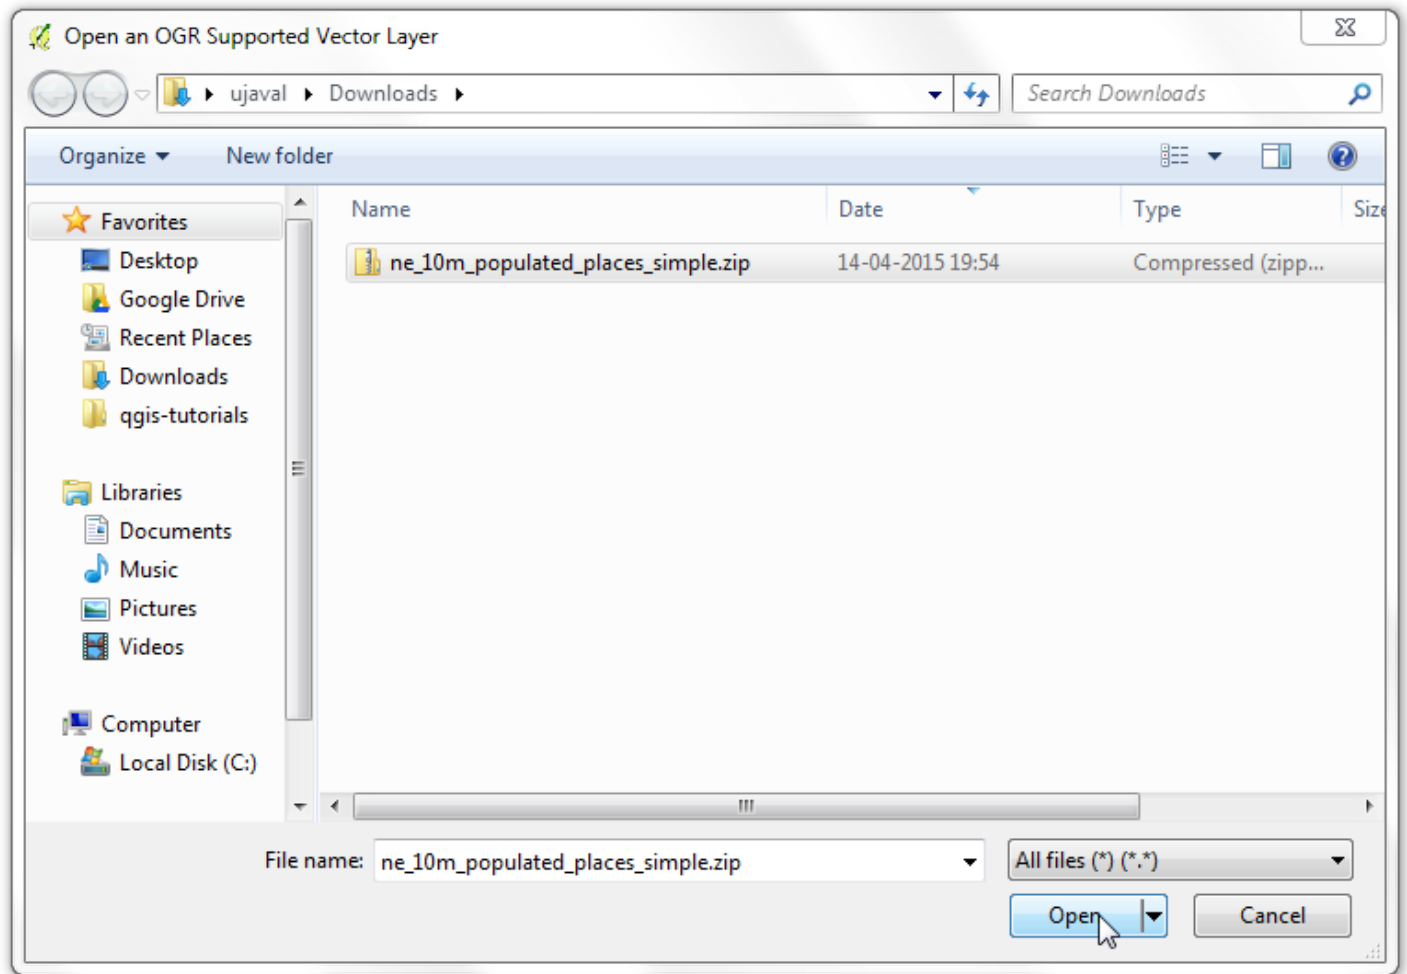 Open an OGR Supported Vector Layer
ujaval Downloads
Search Downloads
Organize New folder
Name Date Type Size
ne_10m_populated_places_simple.zip 14-04-2015 19:54 Compressed (zipp...
Favorites
Desktop
Google Drive
Recent Places
Downloads
qgis-tutorials
Libraries
Documents
Music
Pictures
Videos
Computer
Local Disk (C:)
File name: ne_10m_populated_places_simple.zip All files (*) (*.*)
Open Cancel